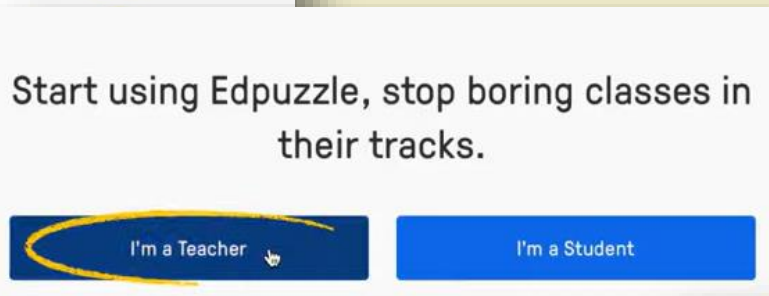 Start using Edpuzzle, stop boring classes in
their tracks.
I'm a Teacher
I'm a Student